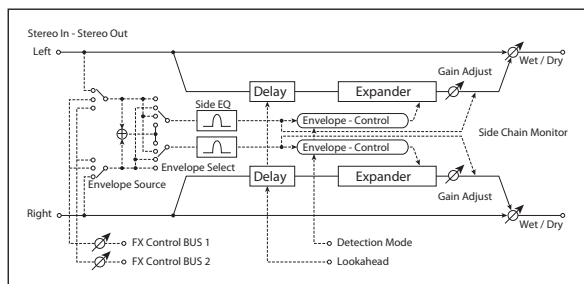 Stereo In - Stereo Out
Left
Wet / Dry
Gain Adjust
Delay
Expander
Side EQ
Envelope - Control
Side Chain Monitor
Envelope - Control
Envelope Select
Envelope Source
Delay
Expander
Gain Adjust
Right
Wet / Dry
FX Control BUS 1
Detection Mode
FX Control BUS 2
Lookahead